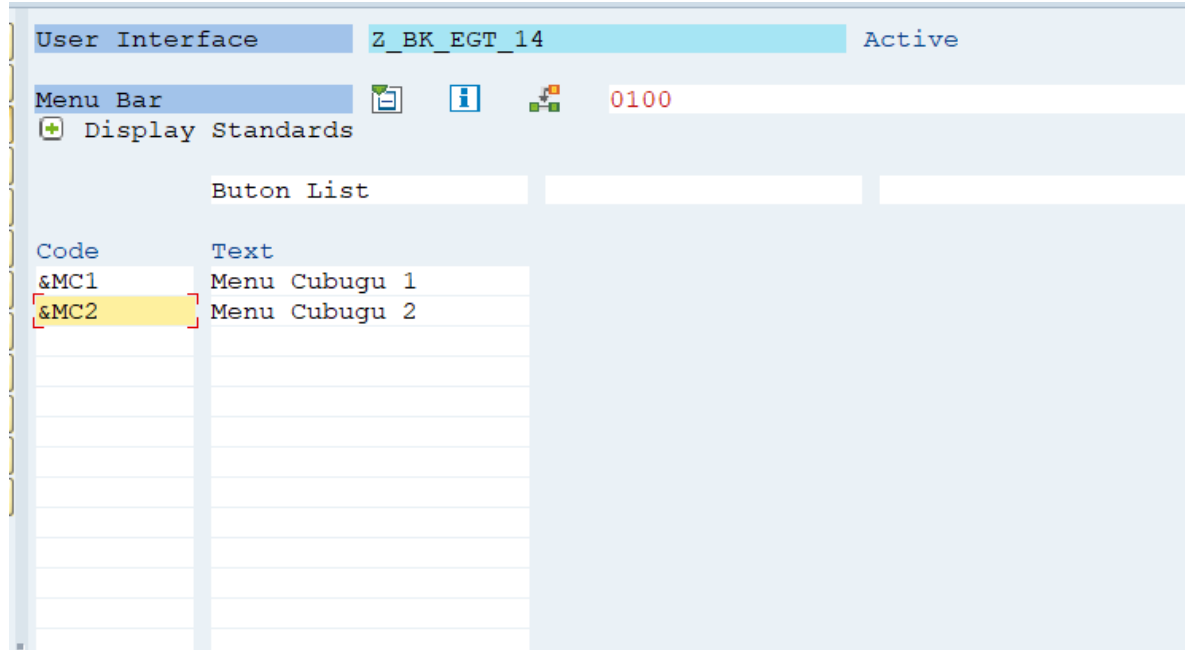 User Interface Z_BK_EGT_14 Active
Menu Bar 0100
Display Standards
Buton List
Code Text
&MC1 Menu Cubugu 1
&MC2 Menu Cubugu 2